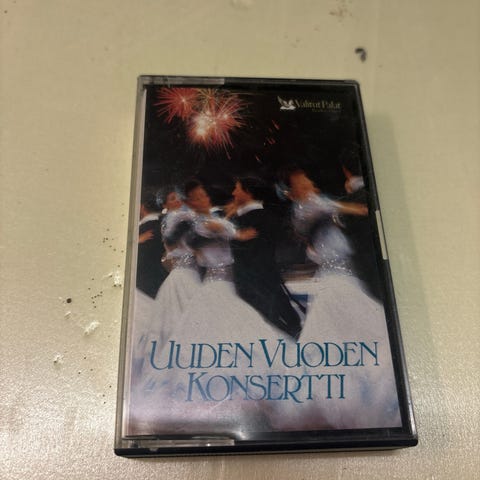 Valitut Palat
UUDEN VUODEN
KONSERTTI